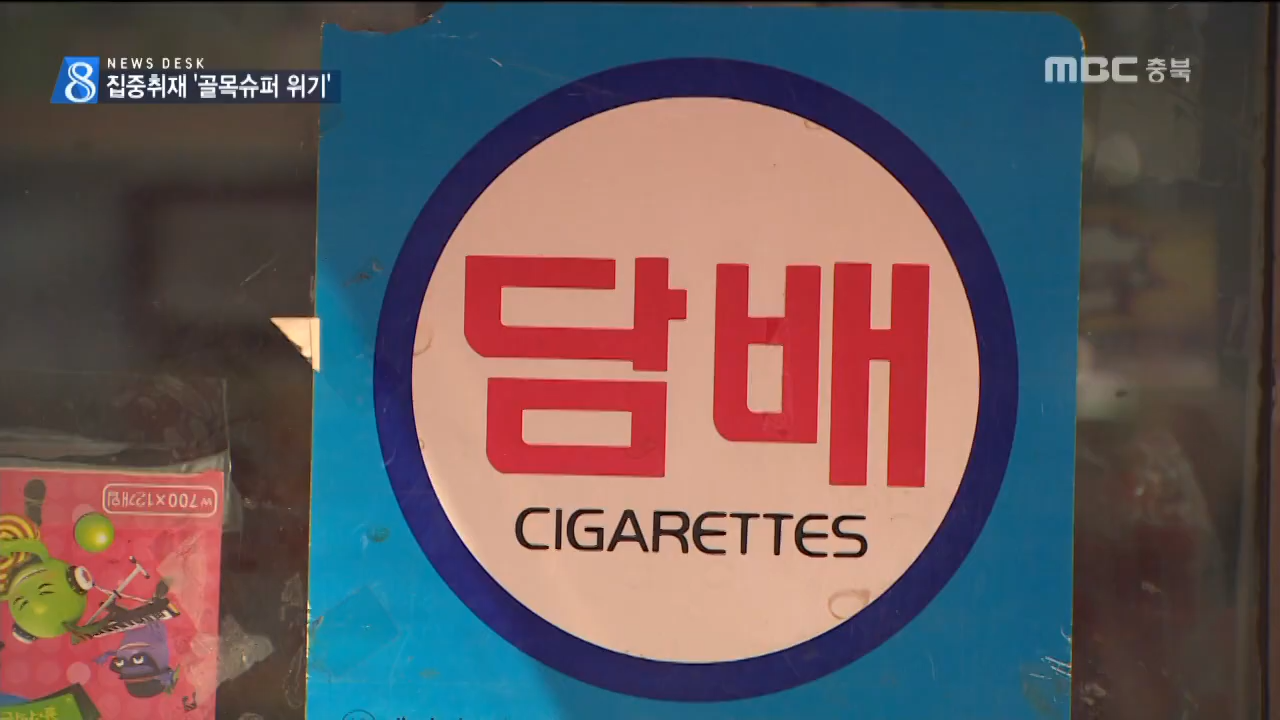 NEWS DESK
8 집중취재 '골목슈퍼 위기'
MBC 충북
담배
CIGARETTES
₩700×12개입